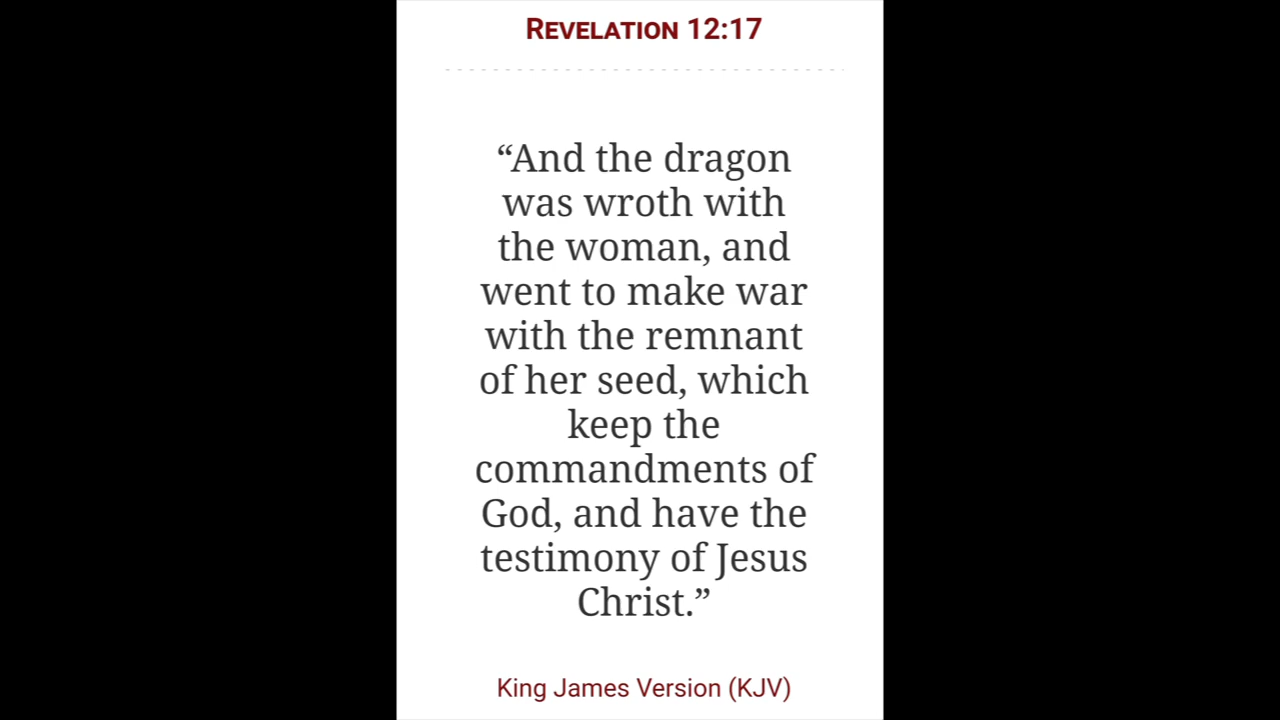 REVELATION 12:17
“And the dragon
was wroth with
the woman, and
went to make war
with the remnant
of her seed, which
keep the
commandments of
God, and have the
testimony of Jesus
Christ.”
King James Version (KJV)